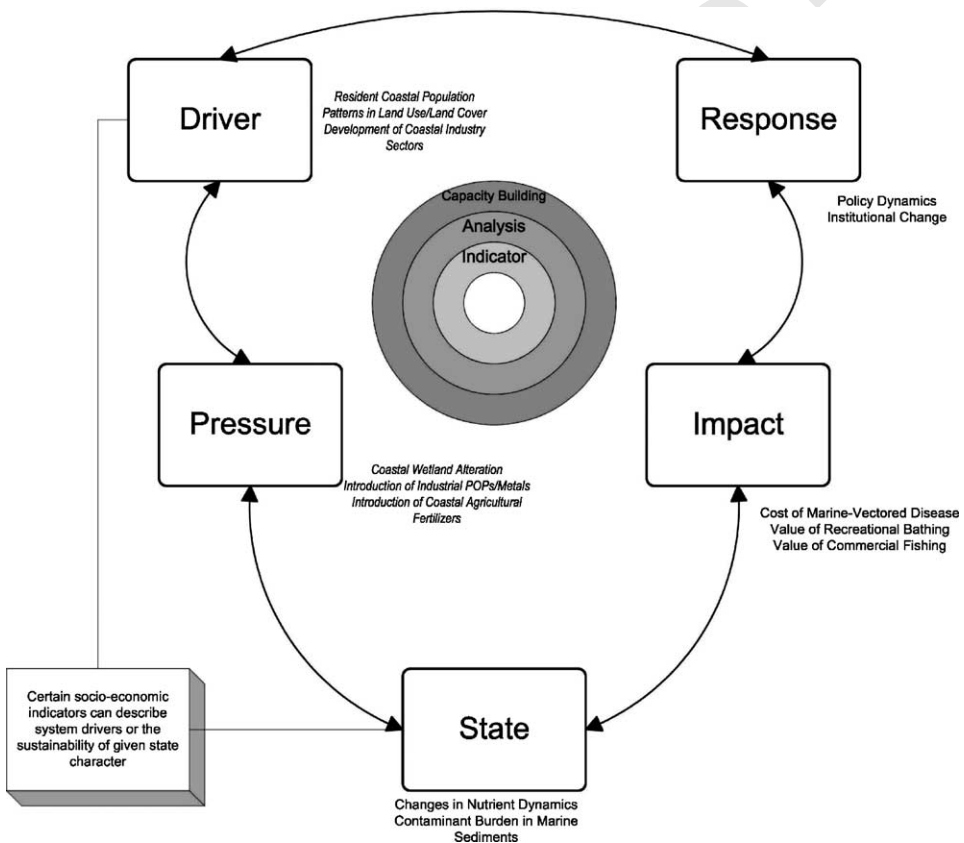 Driver
Resident Coastal Population
Patterns in Land Use/Land Cover
Development of Coastal Industry
Sectors
Response
Policy Dynamics
Institutional Change
Capacity Building
Analysis
Indicator
Pressure
Coastal Wetland Alteration
Introduction of Industrial POPs/Metals
Introduction of Coastal Agricultural
Fertilizers
Impact
Cost of Marine-Vectored Disease
Value of Recreational Bathing
Value of Commercial Fishing
Certain socio-economic
indicators can describe
system drivers or the
sustainability of given state
character
State
Changes in Nutrient Dynamics
Contaminant Burden in Marine
Sediments